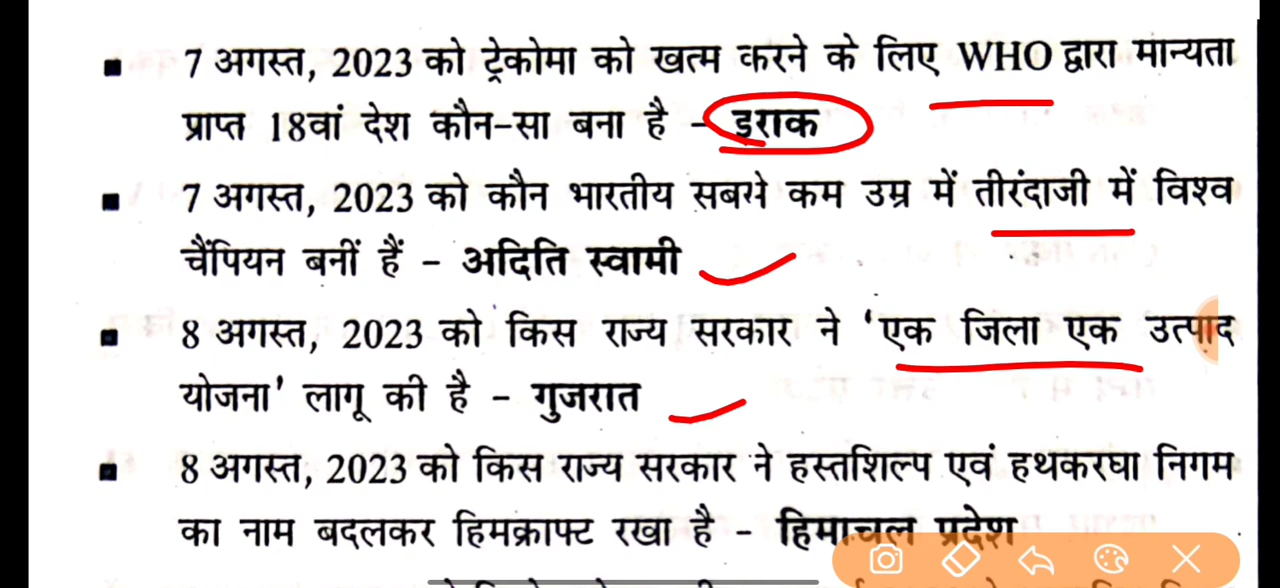 ▪ 7 अगस्त, 2023 को ट्रेकोमा को खत्म करने के लिए WHO द्वारा मान्यता
प्राप्त 18वां देश कौन-सा बना है - इराक
▪ 7 अगस्त, 2023 को कौन भारतीय सबसे कम उम्र में तीरंदाजी में विश्व
चैंपियन बनीं हैं - अदिति स्वामी
▪ 8 अगस्त, 2023 को किस राज्य सरकार ने 'एक जिला एक उत्पाद
योजना' लागू की है - गुजरात
▪ 8 अगस्त, 2023 को किस राज्य सरकार ने हस्तशिल्प एवं हथकरघा निगम
का नाम बदलकर हिमक्राफ्ट रखा है - हिमाचल प्रदेश